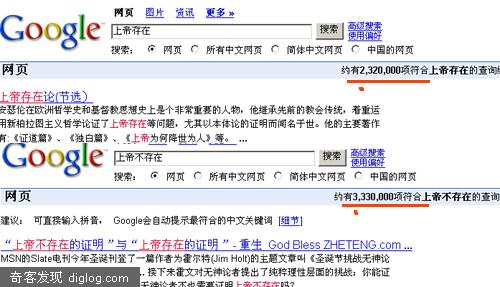 网页 图片 资讯 更多 »
Google
上帝存在 搜索 高级搜索
使用偏好
搜索: 网页 所有中文网页 简体中文网页 中国的网页
网页 约有2,320,000项符合上帝存在的查询结
上帝存在论(节选)
安瑟伦在欧洲哲学史和基督教思想史上是个非常重要的人物,他继承先前的教会传统,着重运
用新柏拉图主义哲学论证了上帝存在等问题,尤其以本体论的证明而闻名于世。他的主要著作
有:《证道篇》、《独白篇》、《上帝为何降世为人》等。 ...
Google
上帝不存在 搜索 高级搜索
使用偏好
搜索: 网页 所有中文网页 简体中文网页 中国的网页
网页 约有3,330,000项符合上帝不存在的查询
建议: 可直接输入拼音, Google会自动提示最符合的中文关键词 [细节]
“上帝不存在的证明”与“上帝存在的证明” - 重生 God Bless ZHETENG.com ...
MSN的Slate电刊今年圣诞刊登了一篇作者为霍尔特(Jim Holt)的主题文章叫《圣诞节挑战无神论
... 接下来霍文对无神论者提出了纯粹理性层面的挑战: 你能证
无神论者不也需要证明上帝不存在吗?
奇客发现 diglog.com